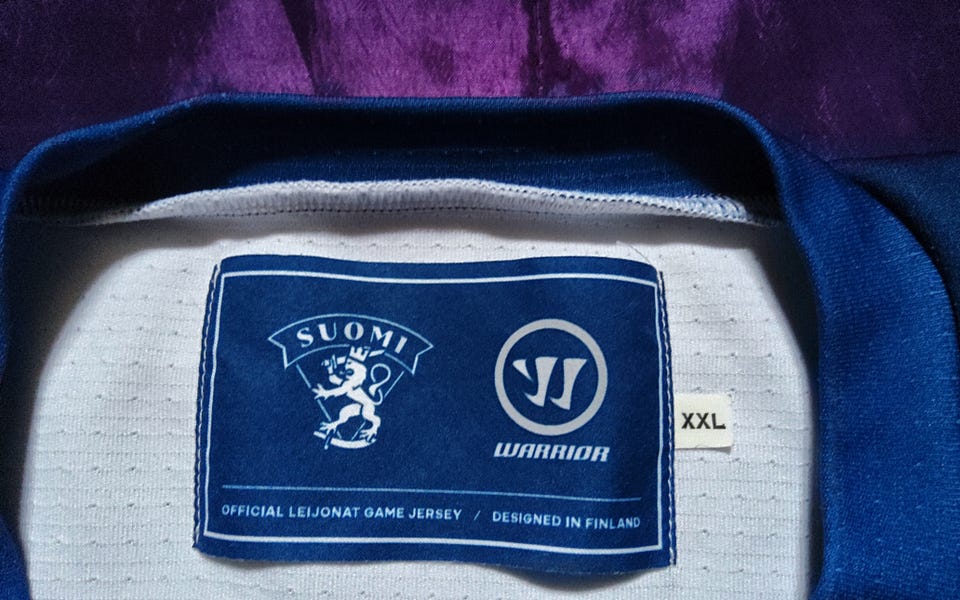 SUOMI
WARRIOR
XXL
OFFICIAL LEIJONAT GAME JERSEY / DESIGNED IN FINLAND